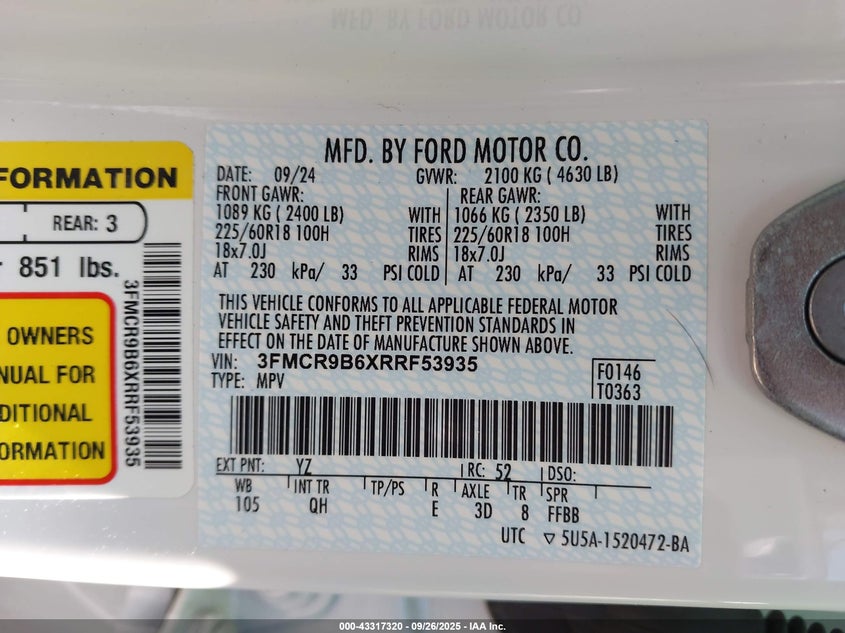 MFD. BY FORD MOTOR CO.
FORMATION
REAR: 3
851 lbs.
3FMCR9B6XRRF53935
OWNERS
NUAL FOR
DITIONAL
ORMATION
MFD. BY FORD MOTOR CO.
DATE: 09/24 GVWR: 2100 KG ( 4630 LB)
FRONT GAWR: REAR GAWR:
1089 KG ( 2400 LB) WITH 1066 KG ( 2350 LB) WITH
225/60R18 100H TIRES 225/60R18 100H TIRES
18x7.0J RIMS 18x7.0J RIMS
AT 230 kPa/ 33 PSI COLD AT 230 kPa/ 33 PSI COLD
THIS VEHICLE CONFORMS TO ALL APPLICABLE FEDERAL MOTOR
VEHICLE SAFETY AND THEFT PREVENTION STANDARDS IN
EFFECT ON THE DATE OF MANUFACTURE SHOWN ABOVE.
VIN: 3FMCR9B6XRRF53935
TYPE: MPV
F0146
T0363
EXT PNT: YZ RC: 52 DSO:
WB INT TR TP/PS R AXLE TR SPR
105 QH E 3D 8 FFBB
UTC ▽ 5U5A-1520472-BA
000-43317320 - 09/26/2025 - IAA Inc.